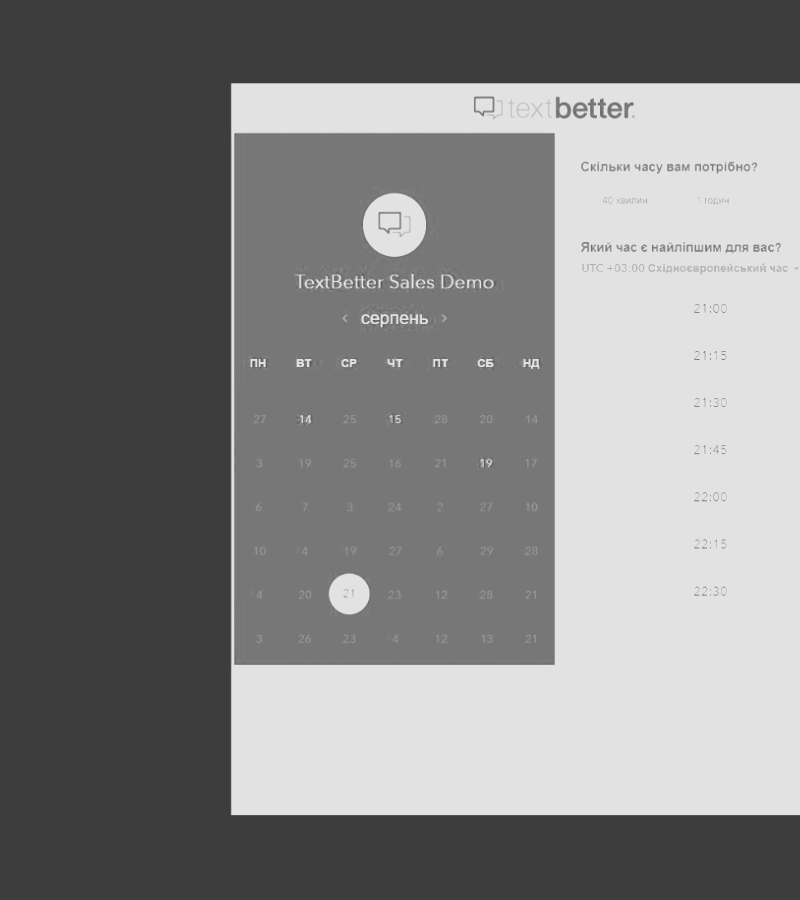 textbetter.
TextBetter Sales Demo
‹ серпень ›
ПН ВТ СР ЧТ ПТ СБ НД
27 14 25 15 28 20 14
3 19 25 16 21 19 17
6 7 3 24 2 27 10
10 4 19 27 6 29 28
4 20 21 23 12 28 21
3 26 23 4 12 13 21
Скільки часу вам потрібно?
40 хвилин 1 годин
Який час є найліпшим для вас?
UTC +03:00 Східноєвропейський час
21:00
21:15
21:30
21:45
22:00
22:15
22:30